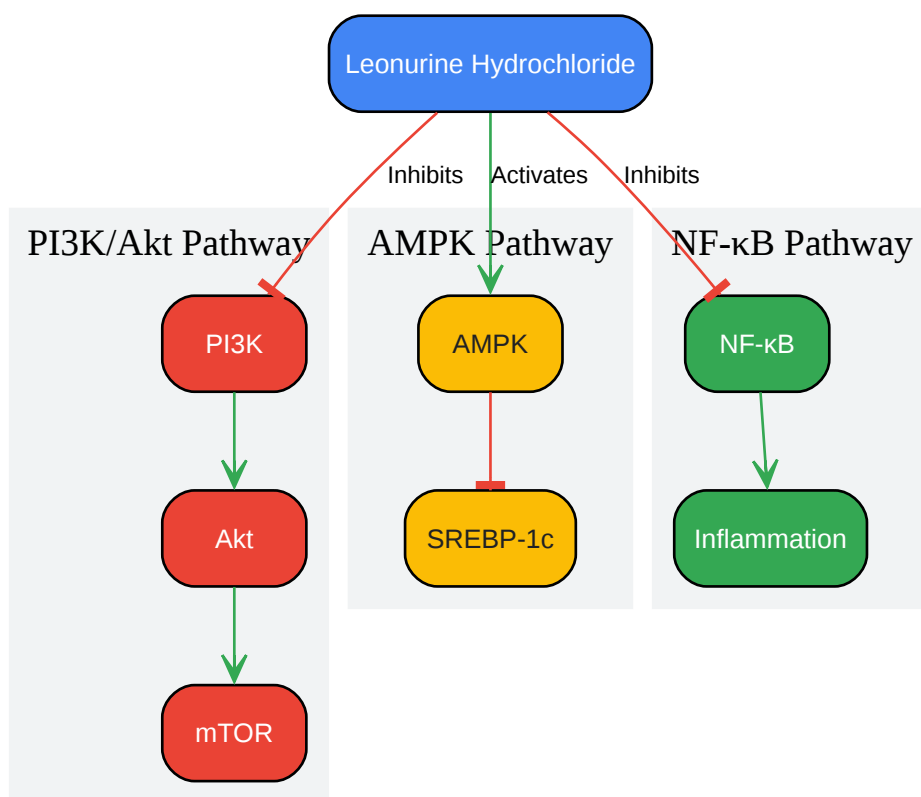 Leonurine Hydrochloride
Inhibits
Activates
Inhibits
PI3K/Akt Pathway
AMPK Pathway
NF-κB Pathway
PI3K
AMPK
NF-κB
Akt
SREBP-1c
Inflammation
mTOR